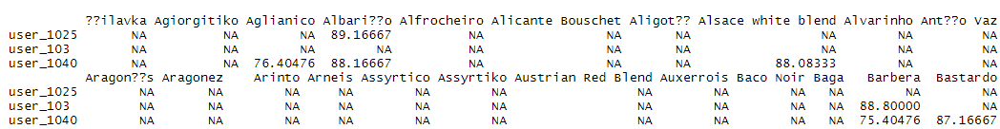 ??ilavka Agiorgitiko Aglianico Albari??o Alfrocheiro Alicante Bouschet Aligot?? Alsace white blend Alvarinho Ant??o Vaz
user_1025 NA NA NA 89.16667 NA NA NA NA NA NA
user_103 NA NA NA NA NA NA NA NA NA NA
user_1040 NA NA 76.40476 88.16667 NA NA NA 88.08333 NA NA
Aragon??s Aragonez Arinto Arneis Assyrtico Assyrtiko Austrian Red Blend Auxerrois Baco Noir Baga Barbera Bastardo
user_1025 NA NA NA NA NA NA NA NA NA NA NA NA
user_103 NA NA NA NA NA NA NA NA NA NA 88.80000 NA
user_1040 NA NA NA NA NA NA NA NA NA NA 75.40476 87.16667